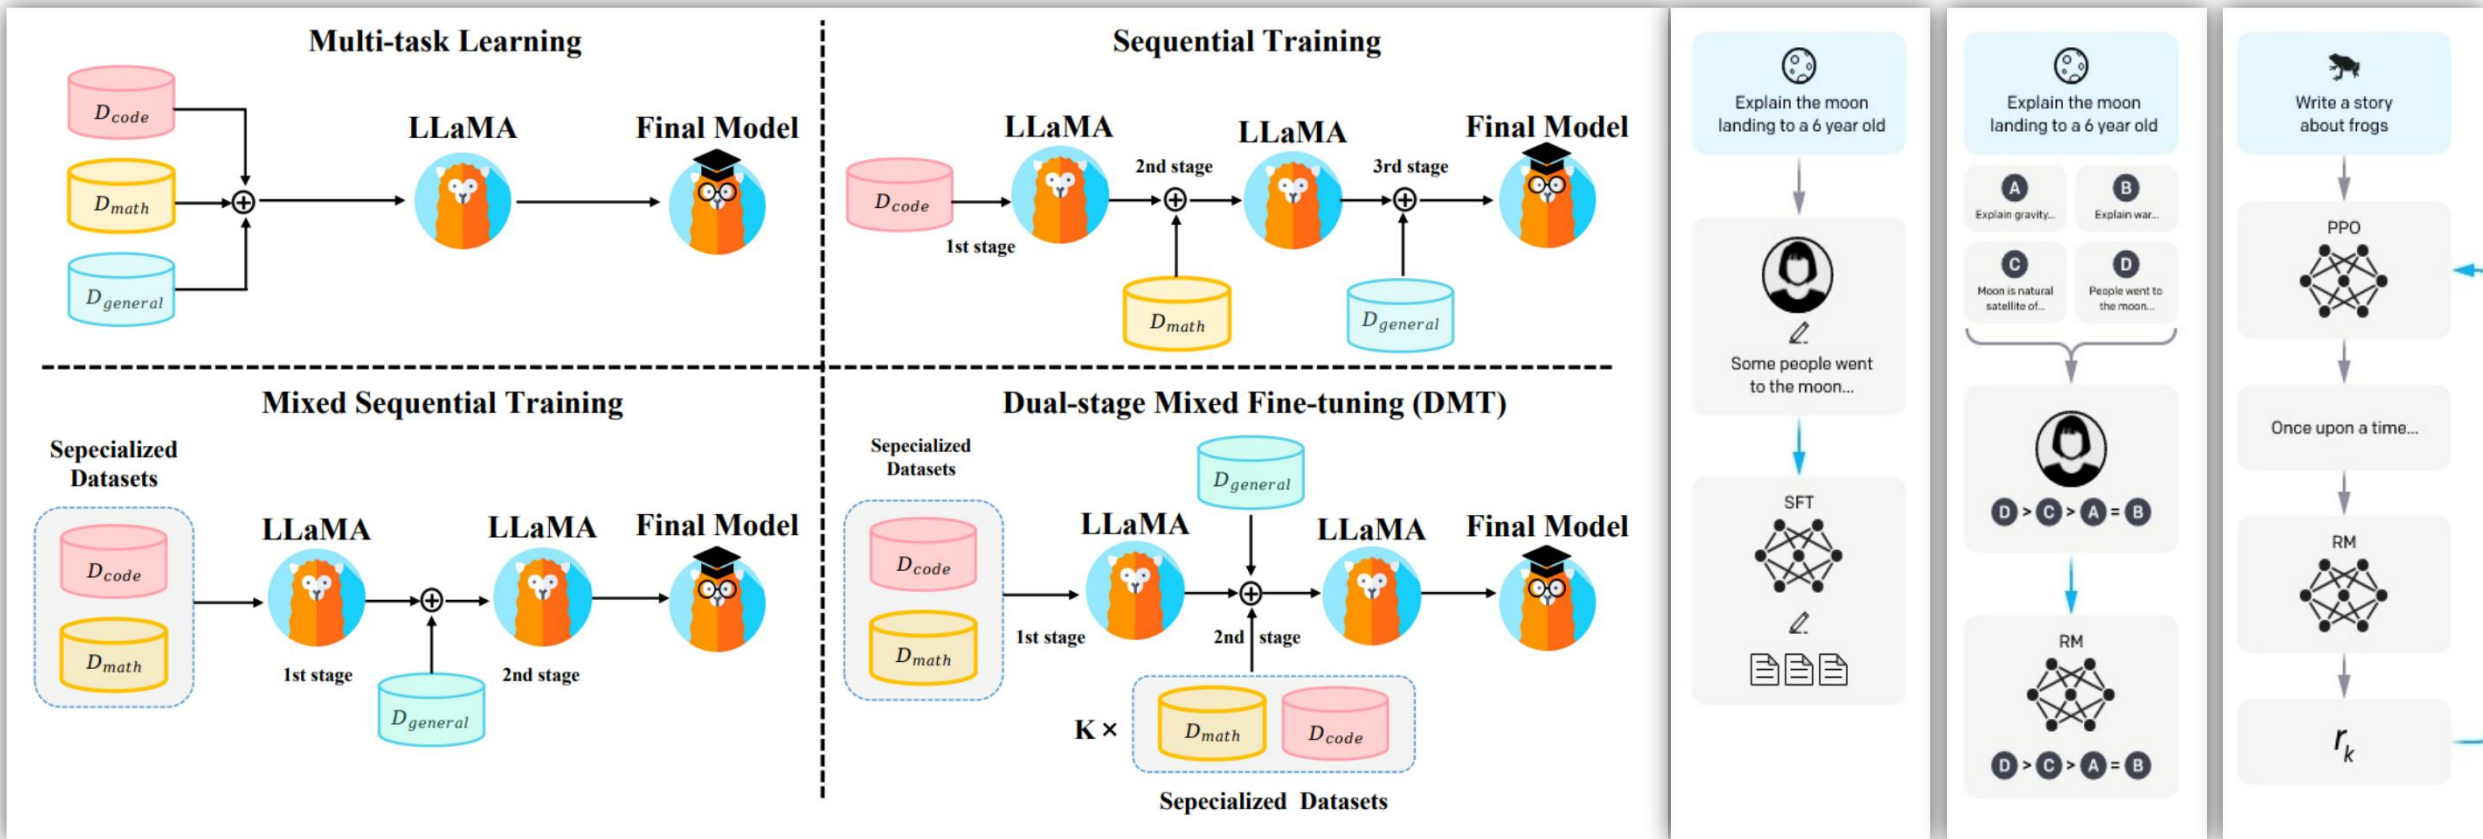 Multi-task Learning
D_code
D_math
D_general
LLaMA
Final Model
Sequential Training
D_code
1st stage
LLaMA
2nd stage
D_math
LLaMA
3rd stage
D_general
Final Model
Mixed Sequential Training
Sepecialized
Datasets
D_code
D_math
LLaMA
1st stage
D_general
LLaMA
2nd stage
Final Model
Dual-stage Mixed Fine-tuning (DMT)
Sepecialized
Datasets
D_code
D_math
1st stage
LLaMA
D_general
2nd stage
K ×
D_math
D_code
Sepecialized Datasets
LLaMA
Final Model
Explain the moon
landing to a 6 year old
Some people went
to the moon...
SFT
Explain the moon
landing to a 6 year old
A
Explain gravity...
B
Explain war...
C
Moon is natural
satellite of...
D
People went to
the moon...
D > C > A = B
RM
D > C > A = B
Write a story
about frogs
PPO
Once upon a time...
RM
r_k